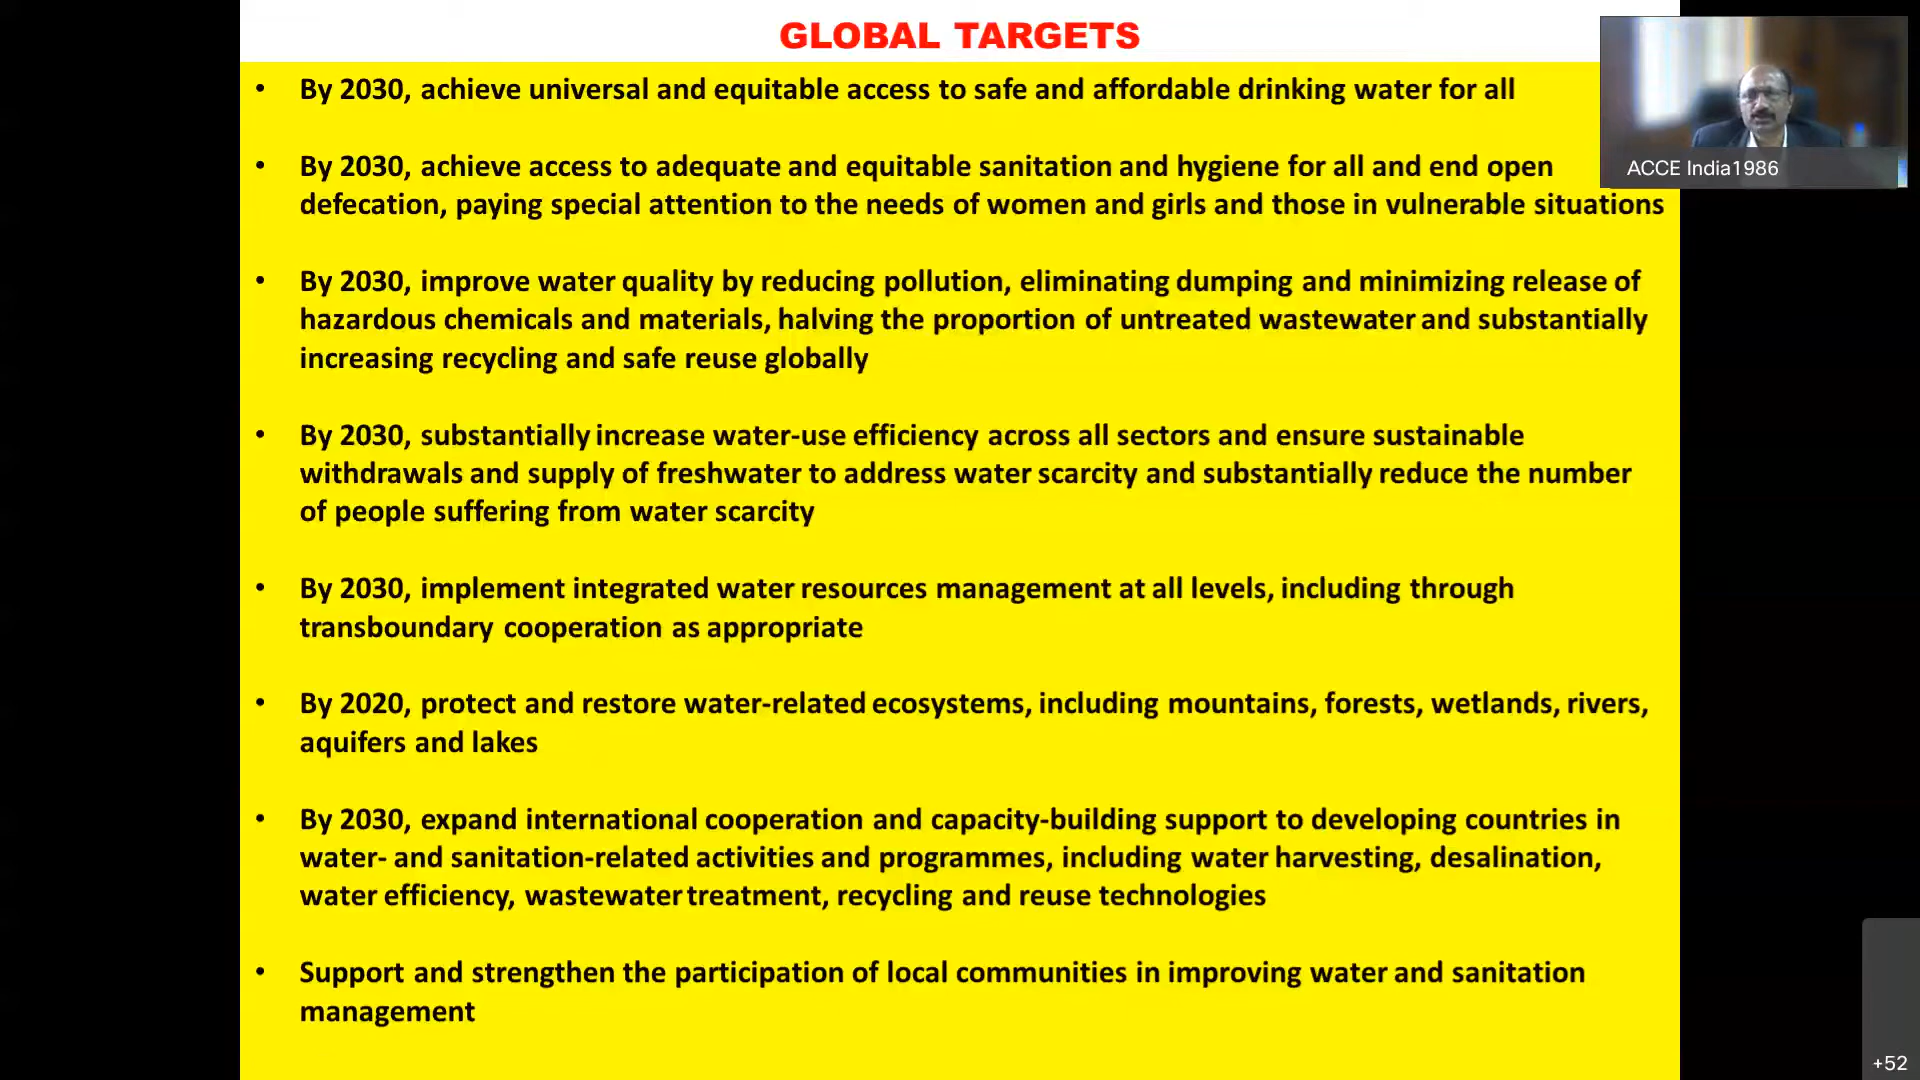 GLOBAL TARGETS
• By 2030, achieve universal and equitable access to safe and affordable drinking water for all
• By 2030, achieve access to adequate and equitable sanitation and hygiene for all and end open
defecation, paying special attention to the needs of women and girls and those in vulnerable situations
• By 2030, improve water quality by reducing pollution, eliminating dumping and minimizing release of
hazardous chemicals and materials, halving the proportion of untreated wastewater and substantially
increasing recycling and safe reuse globally
• By 2030, substantially increase water-use efficiency across all sectors and ensure sustainable
withdrawals and supply of freshwater to address water scarcity and substantially reduce the number
of people suffering from water scarcity
• By 2030, implement integrated water resources management at all levels, including through
transboundary cooperation as appropriate
• By 2020, protect and restore water-related ecosystems, including mountains, forests, wetlands, rivers,
aquifers and lakes
• By 2030, expand international cooperation and capacity-building support to developing countries in
water- and sanitation-related activities and programmes, including water harvesting, desalination,
water efficiency, wastewater treatment, recycling and reuse technologies
• Support and strengthen the participation of local communities in improving water and sanitation
management
ACCE India1986
+52